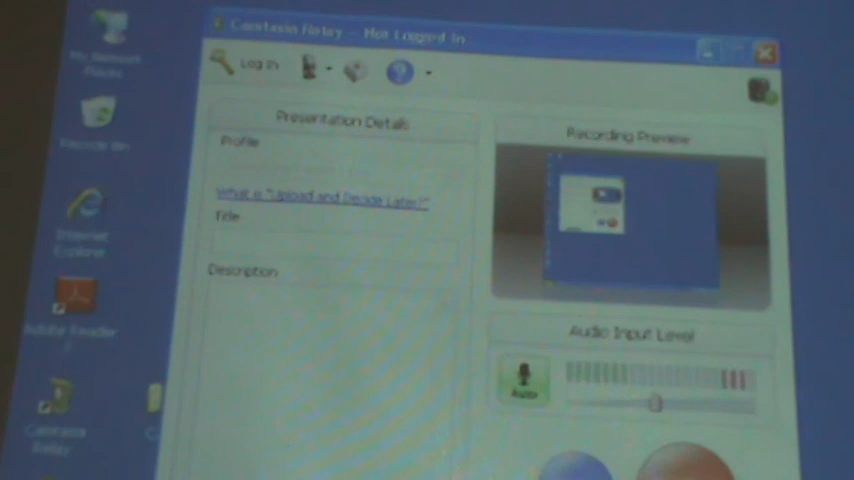 Camtasia Relay -- Not Logged In
My Network
Places
Log In
Recycle Bin
Presentation Details
Recording Preview
Profile
What is "Upload and Decide Later?"
Title
Internet
Explorer
Description
Adobe Reader
Audio Input Level
Auto
Camtasia
Relay